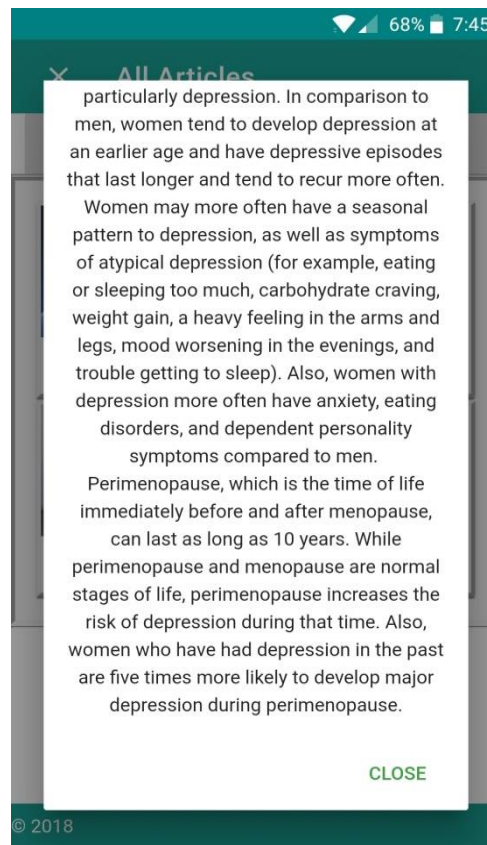 68% 7:45
All Articles
particularly depression. In comparison to
men, women tend to develop depression at
an earlier age and have depressive episodes
that last longer and tend to recur more often.
Women may more often have a seasonal
pattern to depression, as well as symptoms
of atypical depression (for example, eating
or sleeping too much, carbohydrate craving,
weight gain, a heavy feeling in the arms and
legs, mood worsening in the evenings, and
trouble getting to sleep). Also, women with
depression more often have anxiety, eating
disorders, and dependent personality
symptoms compared to men.
Perimenopause, which is the time of life
immediately before and after menopause,
can last as long as 10 years. While
perimenopause and menopause are normal
stages of life, perimenopause increases the
risk of depression during that time. Also,
women who have had depression in the past
are five times more likely to develop major
depression during perimenopause.
CLOSE
© 2018